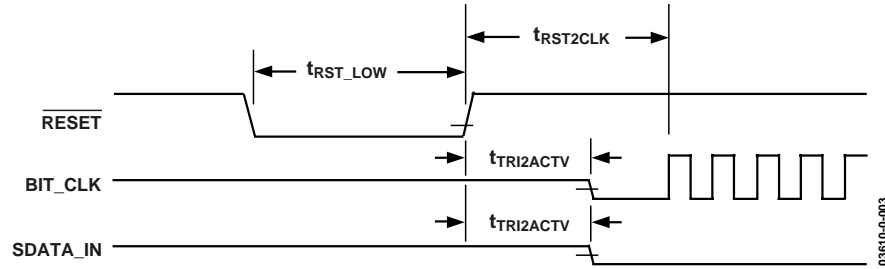 tRST2CLK
tRST_LOW
RESET
tTRI2ACTV
BIT_CLK
tTRI2ACTV
SDATA_IN
03610-0-003